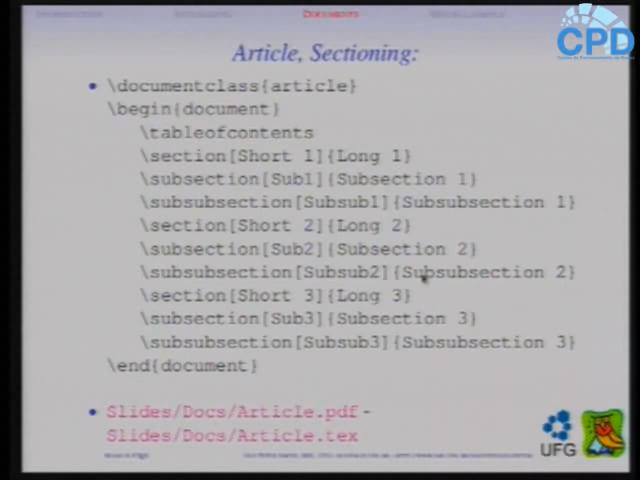 DOCUMENTS
CPD
Article, Sectioning:
• \documentclass{article}
\begin{document}
\tableofcontents
\section[Short 1]{Long 1}
\subsection[Sub1]{Subsection 1}
\subsubsection[Subsub1]{Subsubsection 1}
\section[Short 2]{Long 2}
\subsection[Sub2]{Subsection 2}
\subsubsection[Subsub2]{Subsubsection 2}
\section[Short 3]{Long 3}
\subsection[Sub3]{Subsection 3}
\subsubsection[Subsub3]{Subsubsection 3}
\end{document}
• Slides/Docs/Article.pdf-
Slides/Docs/Article.tex
UFG